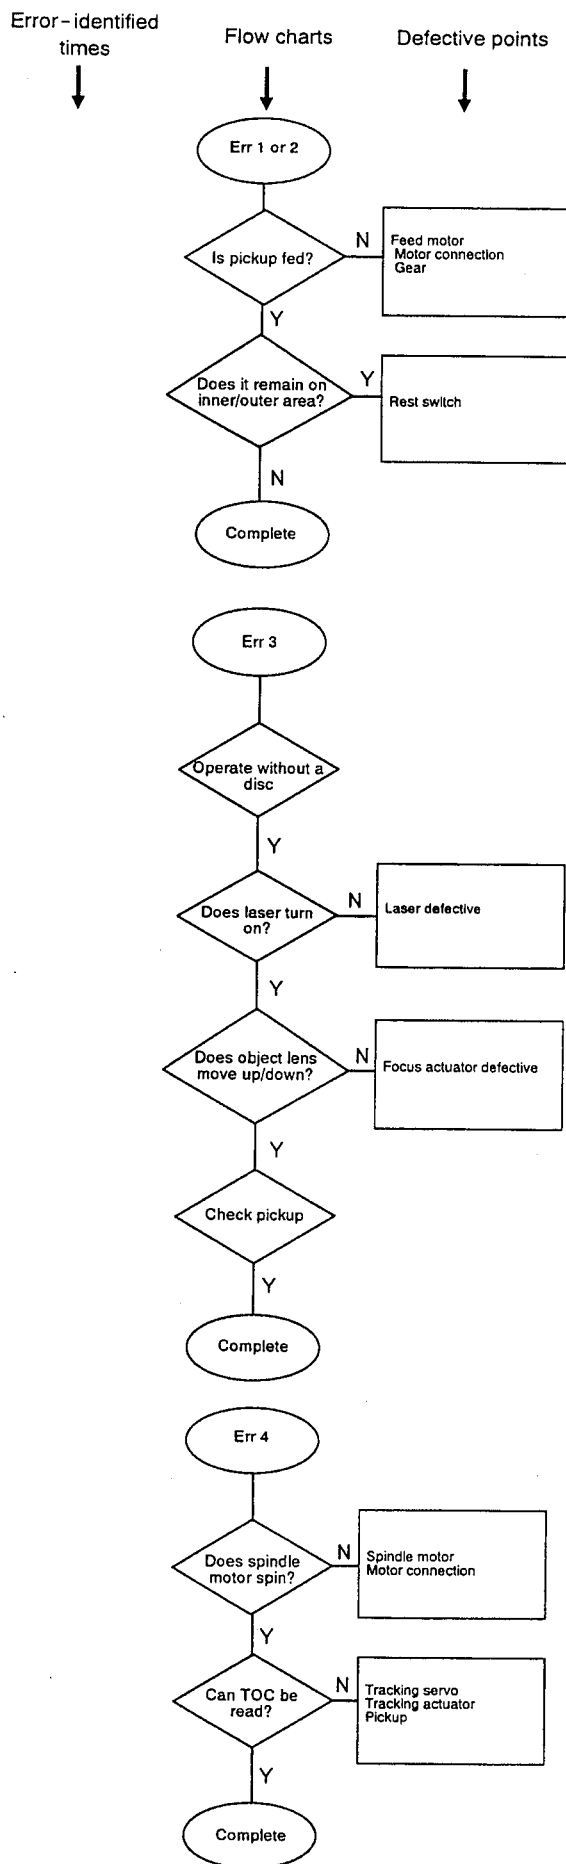 Error-identified
times
Flow charts
Defective points
Err 1 or 2
Is pickup fed?
N
Feed motor
Motor connection
Gear
Y
Does it remain on
inner/outer area?
Y
Rest switch
N
Complete
Err 3
Operate without a
disc
Y
Does laser turn
on?
N
Laser defective
Y
Does object lens
move up/down?
N
Focus actuator defective
Y
Check pickup
Y
Complete
Err 4
Does spindle
motor spin?
N
Spindle motor
Motor connection
Y
Can TOC be
read?
N
Tracking servo
Tracking actuator
Pickup
Y
Complete